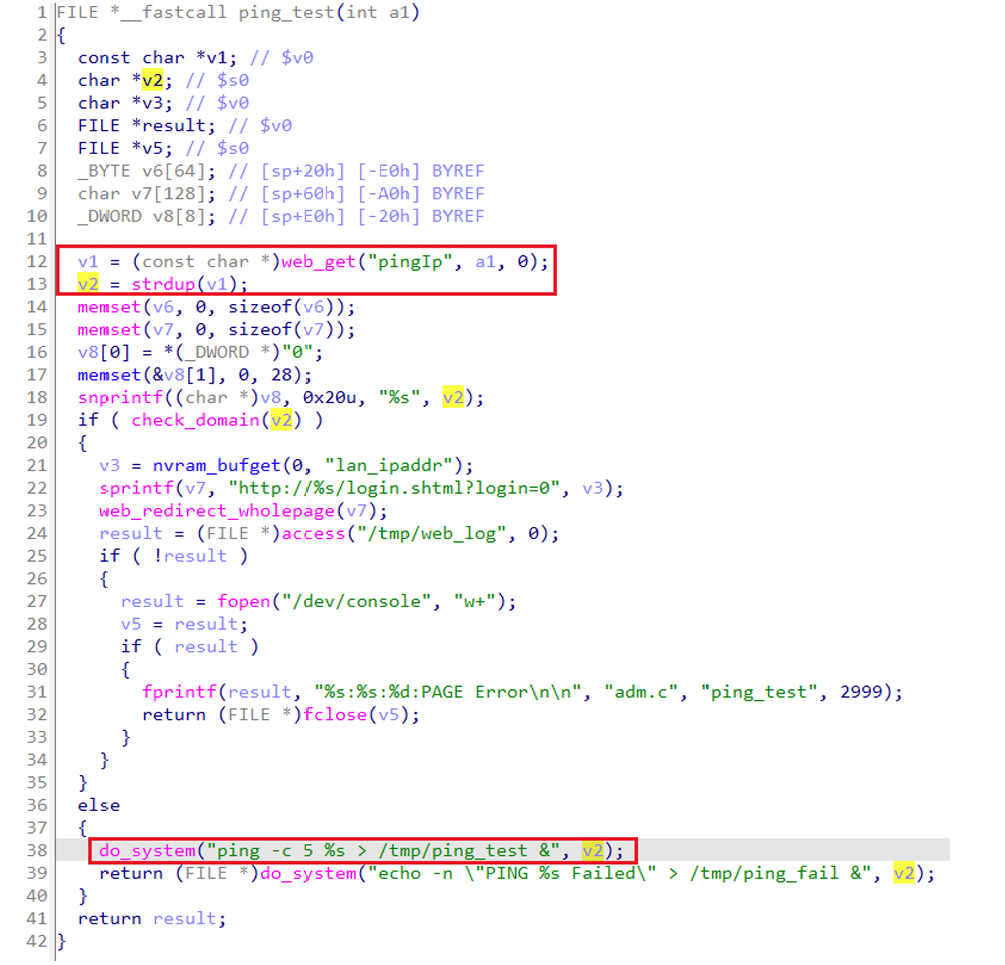 1 FILE *__fastcall ping_test(int a1)
2 {
3   const char *v1; // $v0
4   char *v2; // $s0
5   char *v3; // $v0
6   FILE *result; // $v0
7   FILE *v5; // $s0
8   _BYTE v6[64]; // [sp+20h] [-E0h] BYREF
9   char v7[128]; // [sp+60h] [-A0h] BYREF
10   _DWORD v8[8]; // [sp+E0h] [-20h] BYREF
11
12   v1 = (const char *)web_get("pingIp", a1, 0);
13   v2 = strdup(v1);
14   memset(v6, 0, sizeof(v6));
15   memset(v7, 0, sizeof(v7));
16   v8[0] = *(_DWORD *)"0";
17   memset(&v8[1], 0, 28);
18   snprintf((char *)v8, 0x20u, "%s", v2);
19   if ( check_domain(v2) )
20   {
21     v3 = nvram_bufget(0, "lan_ipaddr");
22     sprintf(v7, "http://%s/login.shtml?login=0", v3);
23     web_redirect_wholepage(v7);
24     result = (FILE *)access("/tmp/web_log", 0);
25     if ( !result )
26     {
27       result = fopen("/dev/console", "w+");
28       v5 = result;
29       if ( result )
30       {
31         fprintf(result, "%s:%s:%d:PAGE Error\n\n", "adm.c", "ping_test", 2999);
32         return (FILE *)fclose(v5);
33       }
34     }
35   }
36   else
37   {
38     do_system("ping -c 5 %s > /tmp/ping_test &", v2);
39     return (FILE *)do_system("echo -n \"PING %s Failed\" > /tmp/ping_fail &", v2);
40   }
41   return result;
42 }